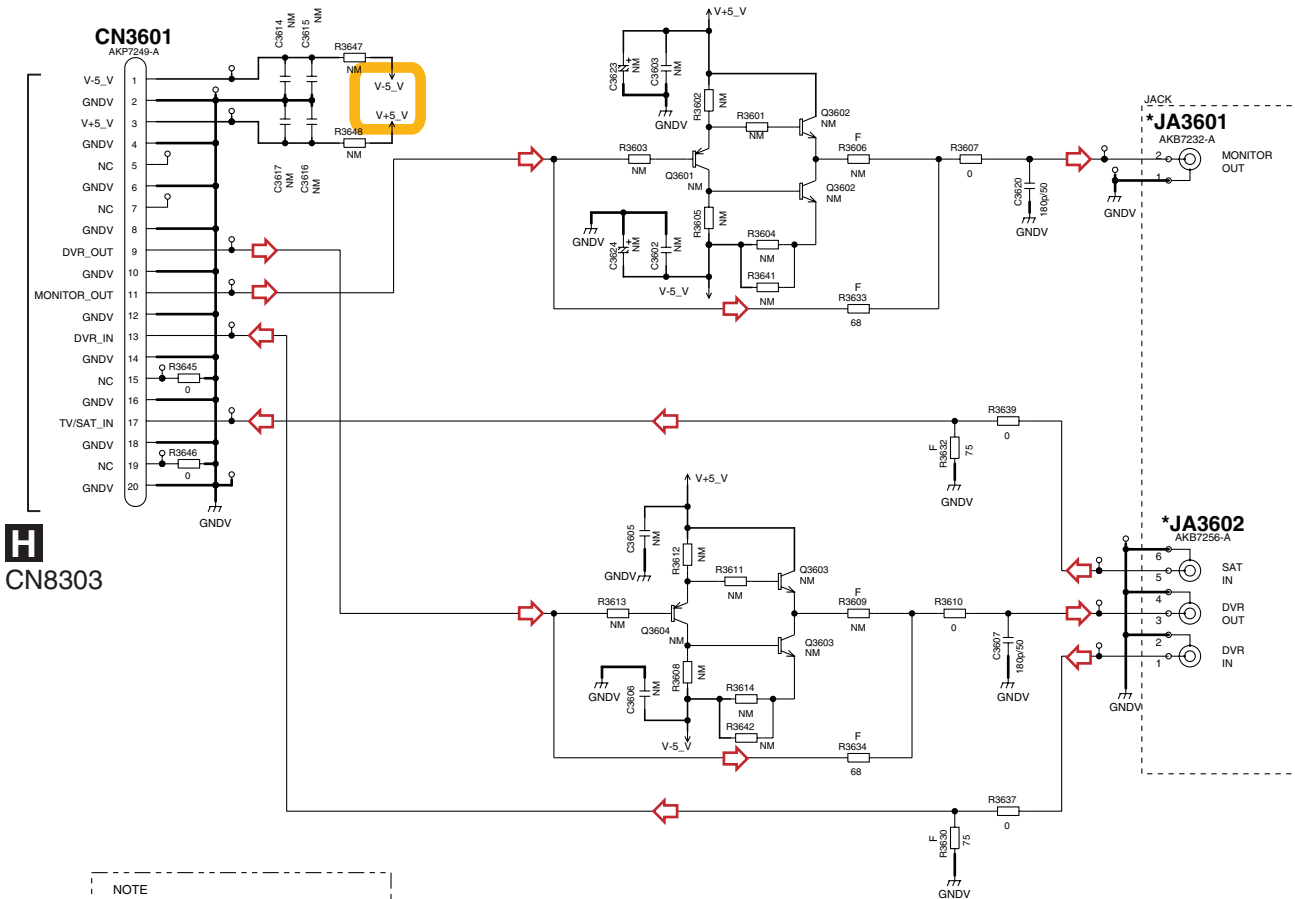 CN3601
AKP7249-A
V-5_V 1
GNDV 2
V+5_V 3
GNDV 4
NC 5
GNDV 6
NC 7
GNDV 8
DVR_OUT 9
GNDV 10
MONITOR_OUT 11
GNDV 12
DVR_IN 13
GNDV 14
NC 15
GNDV 16
TV/SAT_IN 17
GNDV 18
NC 19
GNDV 20
C3614
NM
C3615
NM
R3647
NM
V-5_V
V+5_V
R3648
NM
C3617
NM
C3616
NM
R3645
0
R3646
0
GNDV
H
CN8303
V+5_V
C3623
+
NM
C3603
NM
GNDV
R3602
NM
R3601
NM
Q3602
NM
R3603
NM
Q3601
NM
Q3602
NM
F
R3606
NM
R3607
0
C3620
180p/50
GNDV
GNDV
C3624
+
NM
C3602
NM
R3605
NM
R3604
NM
R3641
NM
V-5_V
F
R3633
68
JACK
*JA3601
AKB7232-A
2
1
MONITOR
OUT
GNDV
R3639
0
F
R3632
75
GNDV
V+5_V
C3605
NM
GNDV
R3612
NM
R3611
NM
Q3603
NM
R3613
NM
Q3604
NM
Q3603
NM
F
R3609
NM
R3610
0
C3607
180p/50
GNDV
GNDV
C3606
NM
R3608
NM
R3614
NM
R3642
NM
V-5_V
F
R3634
68
*JA3602
AKB7256-A
6
5
SAT
IN
4
3
DVR
OUT
2
1
DVR
IN
GNDV
R3637
0
F
R3630
75
GNDV
NOTE